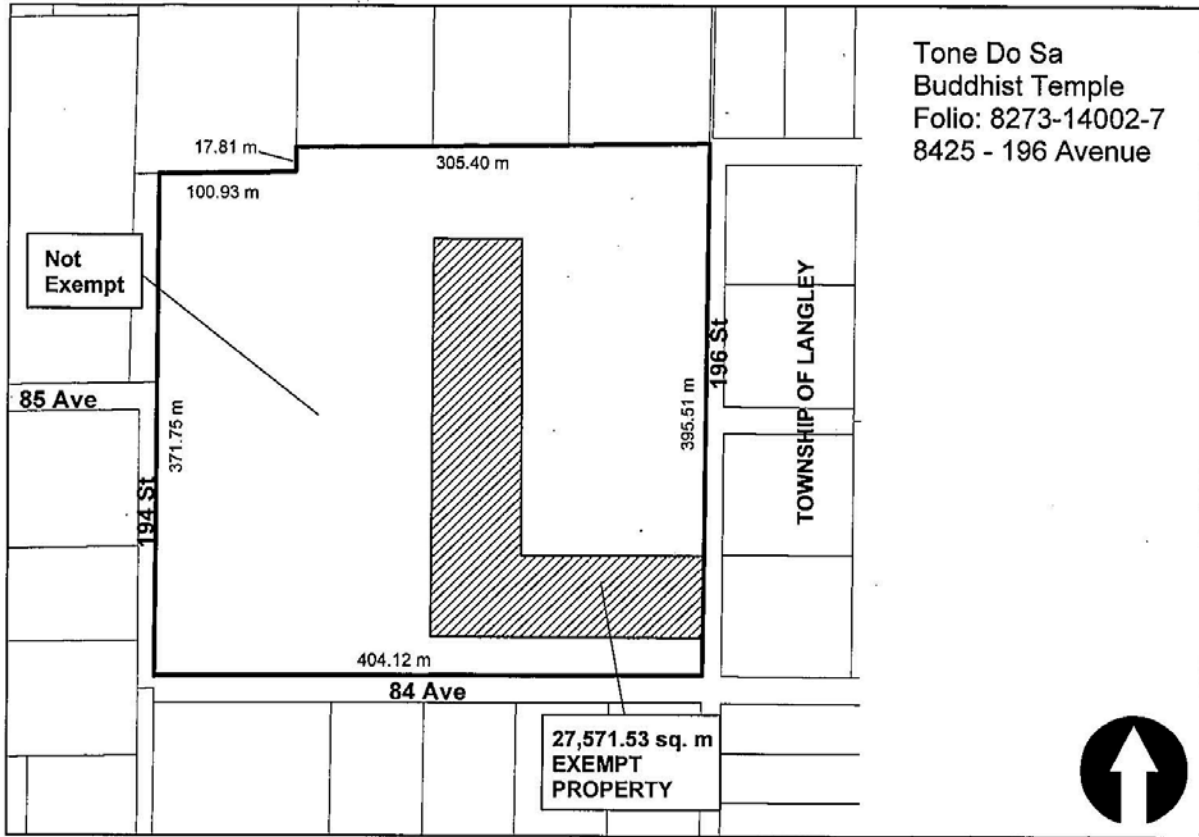 Tone Do Sa
Buddhist Temple
Folio: 8273-14002-7
8425 - 196 Avenue
17.81 m
305.40 m
100.93 m
Not
Exempt
85 Ave
371.75 m
194 St
395.51 m
196 St
TOWNSHIP OF LANGLEY
404.12 m
84 Ave
27,571.53 sq. m
EXEMPT
PROPERTY